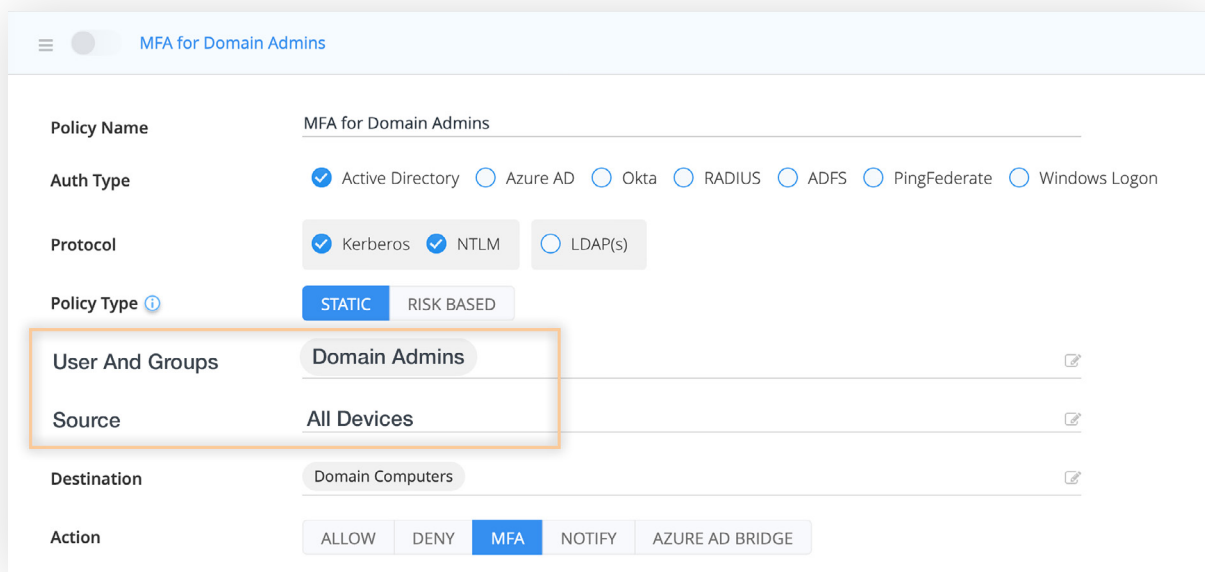 MFA for Domain Admins
Policy Name MFA for Domain Admins
Auth Type Active Directory Azure AD Okta RADIUS ADFS PingFederate Windows Logon
Protocol Kerberos NTLM LDAP(s)
Policy Type STATIC RISK BASED
User And Groups Domain Admins
Source All Devices
Destination Domain Computers
Action ALLOW DENY MFA NOTIFY AZURE AD BRIDGE